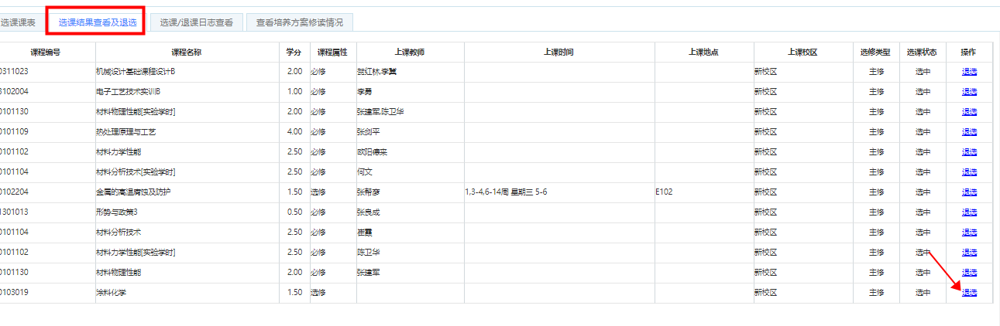 选课课表 选课结果查看及退选 选课/退课日志查看 查看培养方案修读情况
课程编号 课程名称 学分 课程属性 上课教师 上课时间 上课地点 上课校区 选修类型 选课状态 操作
0311023 机械设计基础课程设计B 2.00 必修 贺红林,李冀 新校区 主修 选中 退选
3102004 电子工艺技术实训B 1.00 必修 李勇 新校区 主修 选中 退选
0101130 材料物理性能[实验学时] 2.00 必修 张建军,陈卫华 新校区 主修 选中 退选
0101109 热处理原理与工艺 4.00 必修 张剑平 新校区 主修 选中 退选
0101102 材料力学性能 2.50 必修 欧阳德来 新校区 主修 选中 退选
0101104 材料分析技术[实验学时] 2.50 必修 何文 新校区 主修 选中 退选
0102204 金属的高温腐蚀及防护 1.50 选修 张帮彦 1,3-4,6-14周 星期三 5-6 E102 新校区 主修 选中 退选
1301013 形势与政策3 0.50 必修 张良成 新校区 主修 选中 退选
0101104 材料分析技术 2.50 必修 崔霞 新校区 主修 选中 退选
0101102 材料力学性能[实验学时] 2.50 必修 陈卫华 新校区 主修 选中 退选
0101130 材料物理性能 2.00 必修 张建军 新校区 主修 选中 退选
0103019 涂料化学 1.50 选修 新校区 主修 选中 退选